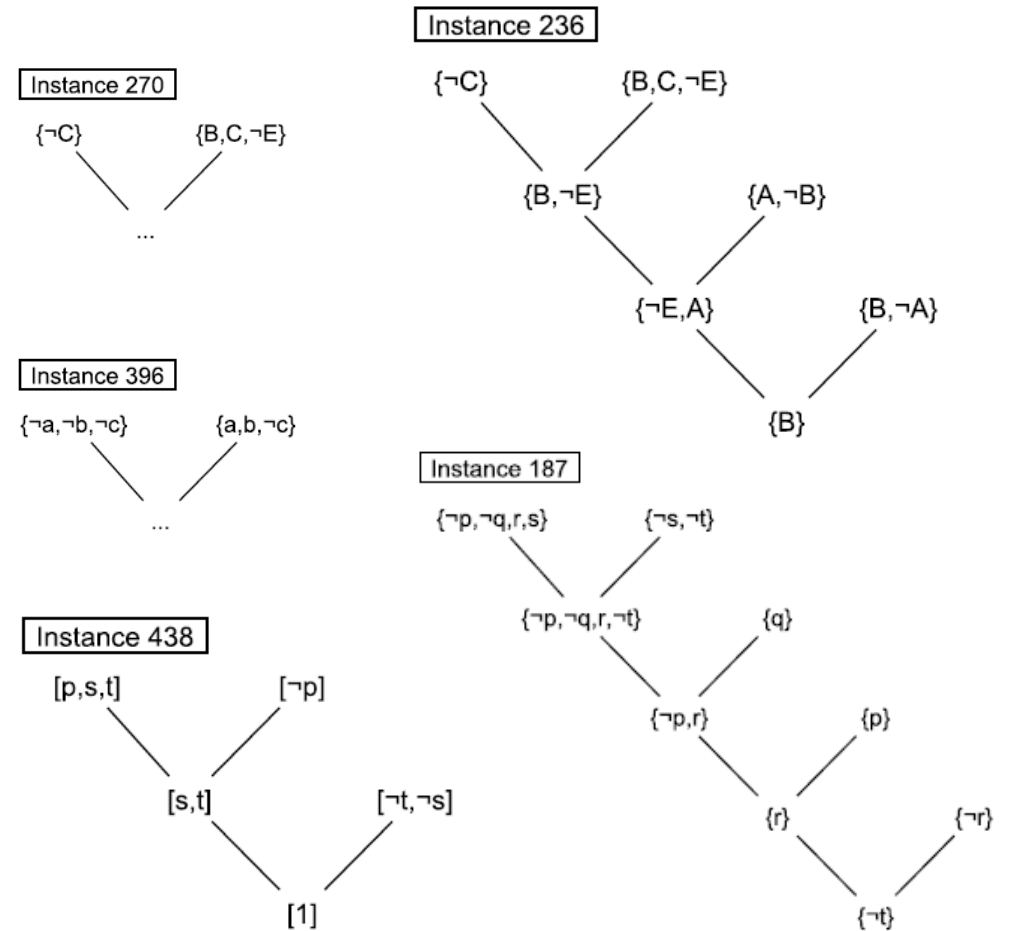 Instance 270
{¬C} {B,C,¬E}
...
Instance 236
{¬C} {B,C,¬E}
{B,¬E} {A,¬B}
{¬E,A} {B,¬A}
{B}
Instance 396
{¬a,¬b,¬c} {a,b,¬c}
...
Instance 187
{¬p,¬q,r,s} {¬s,¬t}
{¬p,¬q,r,¬t} {q}
{¬p,r} {p}
{r} {¬r}
{¬t}
Instance 438
[p,s,t] [¬p]
[s,t] [¬t,¬s]
[1]